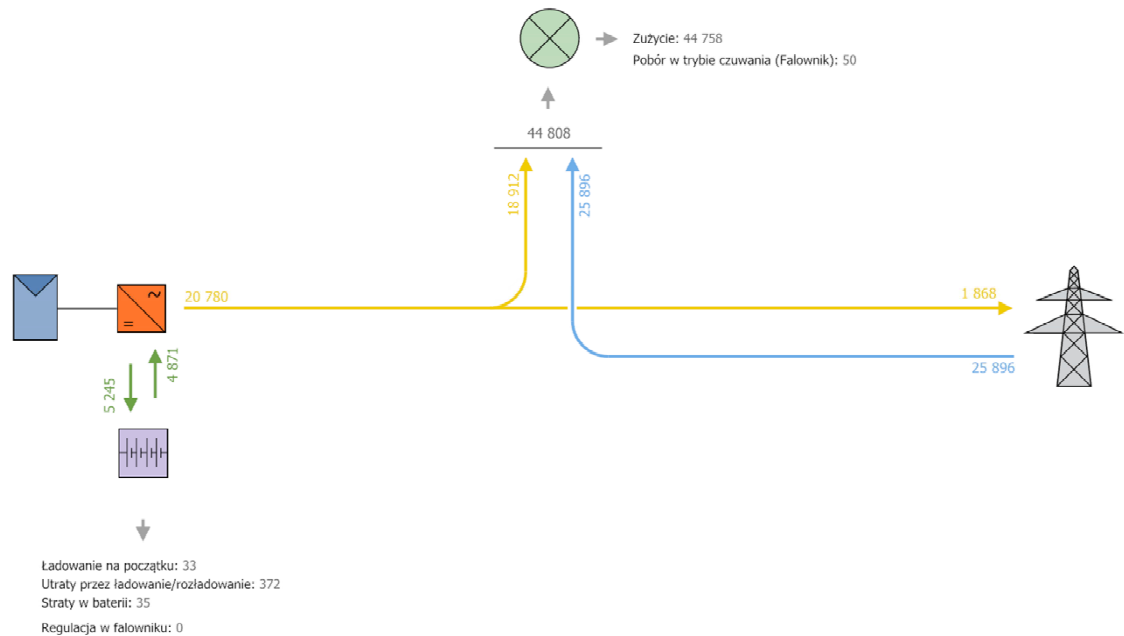 Zużycie: 44 758
Pobór w trybie czuwania (Falownik): 50
44 808
18 912
25 896
20 780
1 868
25 896
5 245
4 871
Ładowanie na początku: 33
Utraty przez ładowanie/rozładowanie: 372
Straty w baterii: 35
Regulacja w falowniku: 0